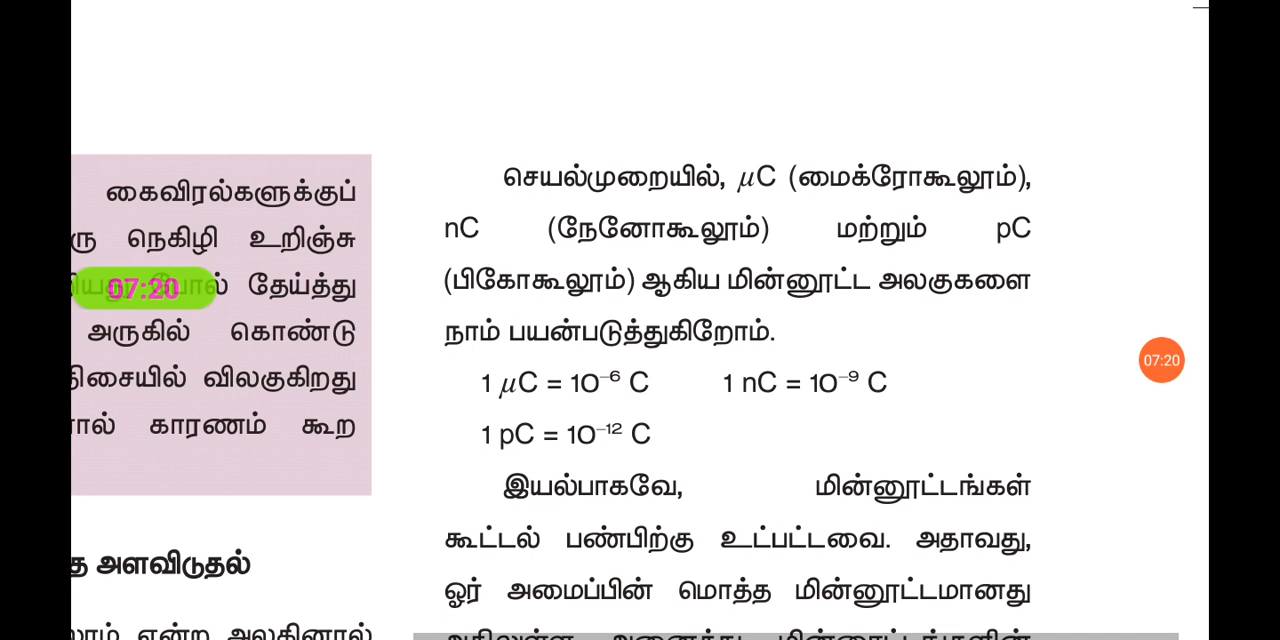 கைவிரல்களுக்குப்
நெகிழி உறிஞ்சு
07:20 தேய்த்து
அருகில் கொண்டு
விலகுகிறது
காரணம் கூற
அளவிடுதல்
என்ற அலகினால்
செயல்முறையில், μC (மைக்ரோகூலூம்),
nC (நேனோகூலூம்) மற்றும் pC
(பிகோகூலூம்) ஆகிய மின்னூட்ட அலகுகளை
நாம் பயன்படுத்துகிறோம்.
1 μC = 10⁻⁶ C 1 nC = 10⁻⁹ C
1 pC = 10⁻¹² C
இயல்பாகவே, மின்னூட்டங்கள்
கூட்டல் பண்பிற்கு உட்பட்டவை. அதாவது,
ஓர் அமைப்பின் மொத்த மின்னூட்டமானது
07:20